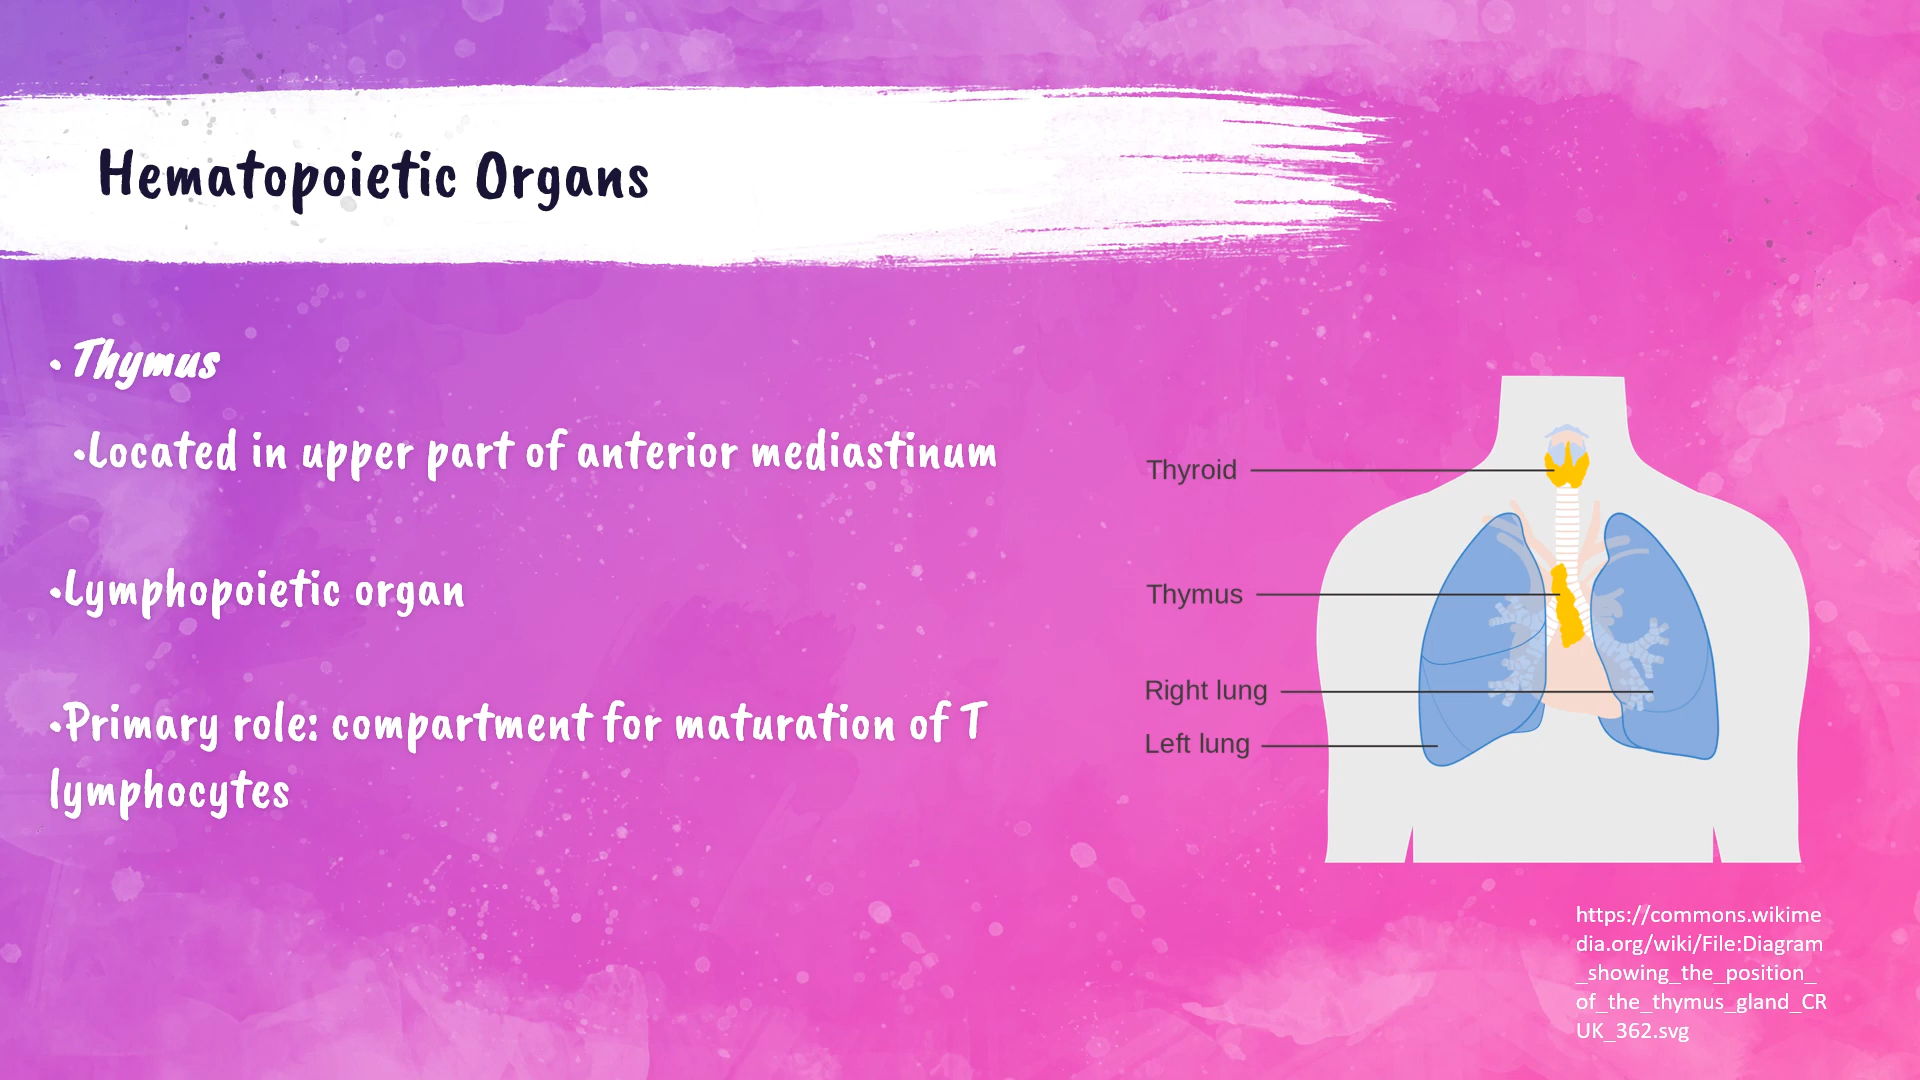 Hematopoietic Organs
• Thymus
•Located in upper part of anterior mediastinum
•Lymphopoietic organ
•Primary role: compartment for maturation of T
lymphocytes
Thyroid
Thymus
Right lung
Left lung
https://commons.wikime
dia.org/wiki/File:Diagram
_showing_the_position_
of_the_thymus_gland_CR
UK_362.svg